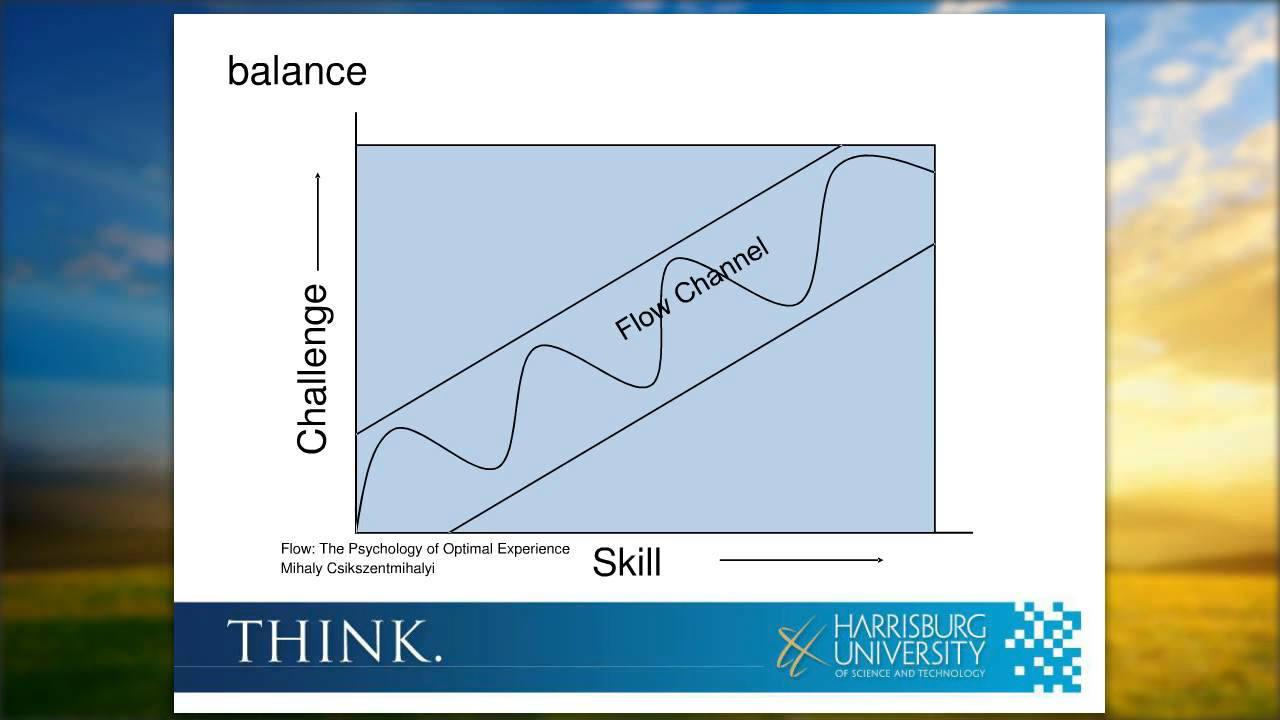 balance
Challenge
Flow Channel
Flow: The Psychology of Optimal Experience
Mihaly Csikszentmihalyi
Skill
THINK.
HARRISBURG
UNIVERSITY
OF SCIENCE AND TECHNOLOGY